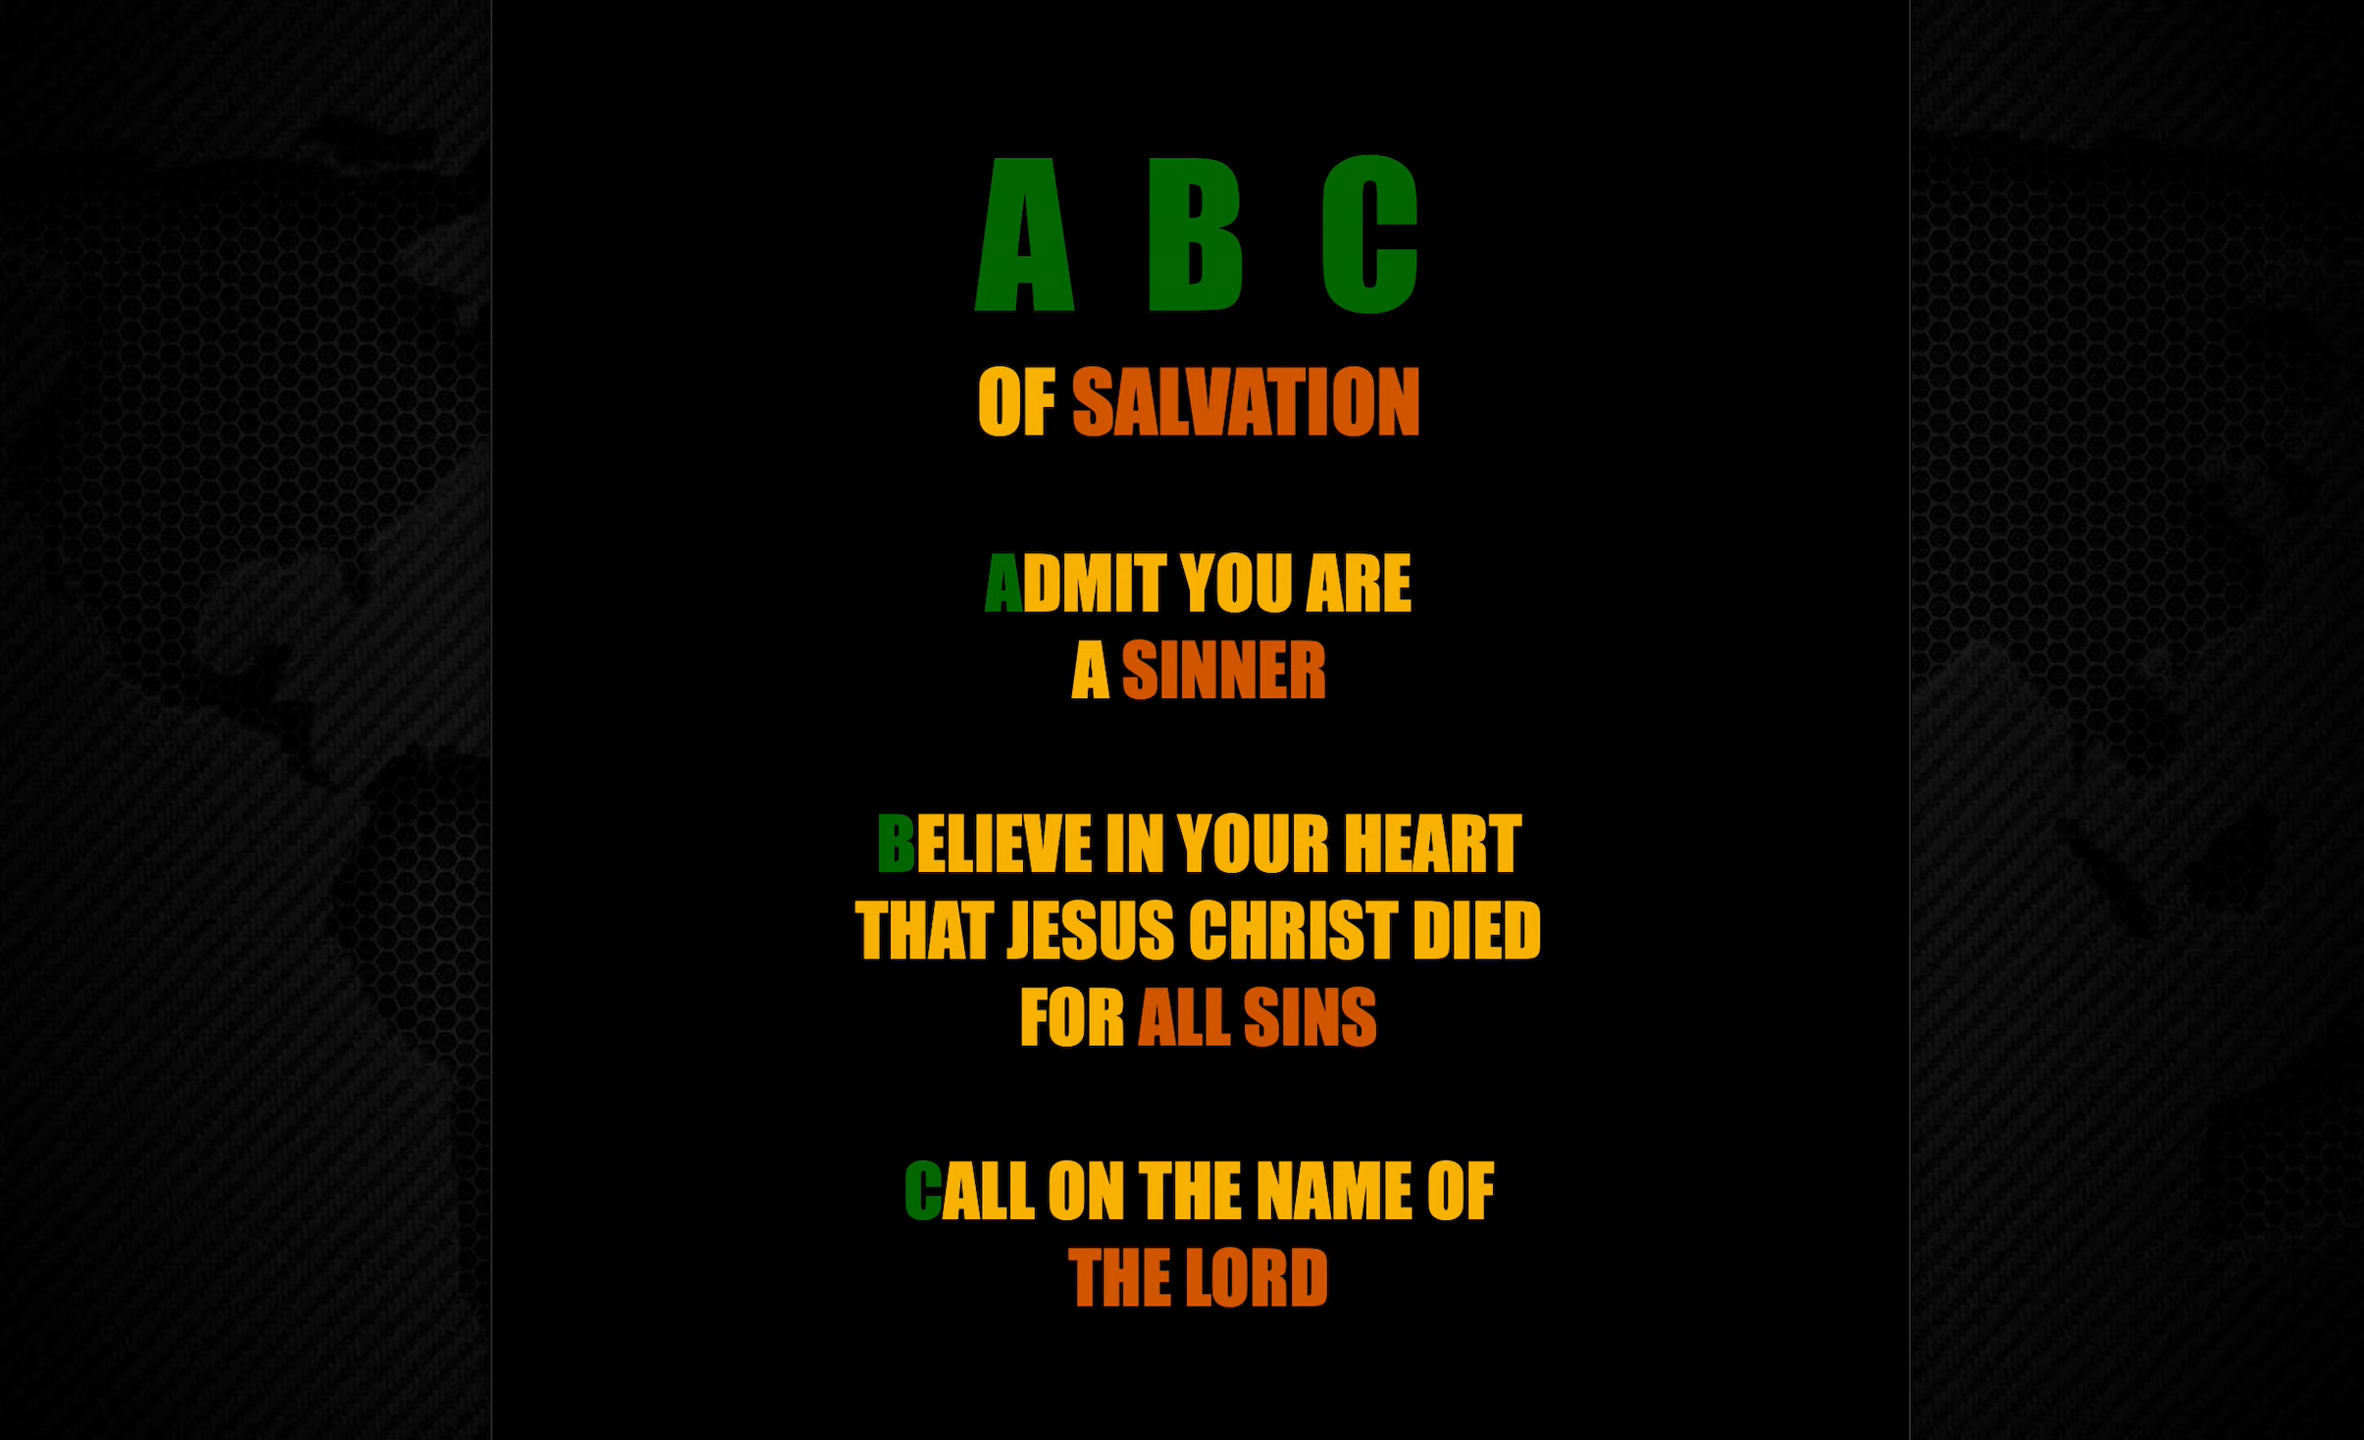 A B C
OF SALVATION
ADMIT YOU ARE
A SINNER
BELIEVE IN YOUR HEART
THAT JESUS CHRIST DIED
FOR ALL SINS
CALL ON THE NAME OF
THE LORD